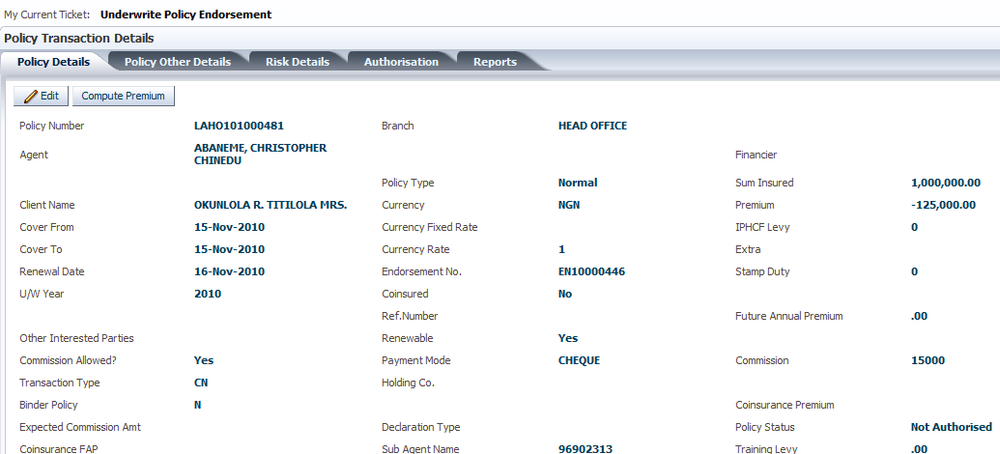 My Current Ticket: Underwrite Policy Endorsement
Policy Transaction Details
Policy Details Policy Other Details Risk Details Authorisation Reports
Edit Compute Premium
Policy Number LAHO101000481 Branch HEAD OFFICE
Agent ABANEME, CHRISTOPHER CHINEDU Financier
Policy Type Normal Sum Insured 1,000,000.00
Client Name OKUNLOLA R. TITILOLA MRS. Currency NGN Premium -125,000.00
Cover From 15-Nov-2010 Currency Fixed Rate IPHCF Levy 0
Cover To 15-Nov-2010 Currency Rate 1 Extra
Renewal Date 16-Nov-2010 Endorsement No. EN10000446 Stamp Duty 0
U/W Year 2010 Coinsured No
Ref.Number Future Annual Premium .00
Other Interested Parties Renewable Yes
Commission Allowed? Yes Payment Mode CHEQUE Commission 15000
Transaction Type CN Holding Co.
Binder Policy N Coinsurance Premium
Expected Commission Amt Declaration Type Policy Status Not Authorised
Coinsurance FAP Sub Agent Name 96902313 Training Levy .00